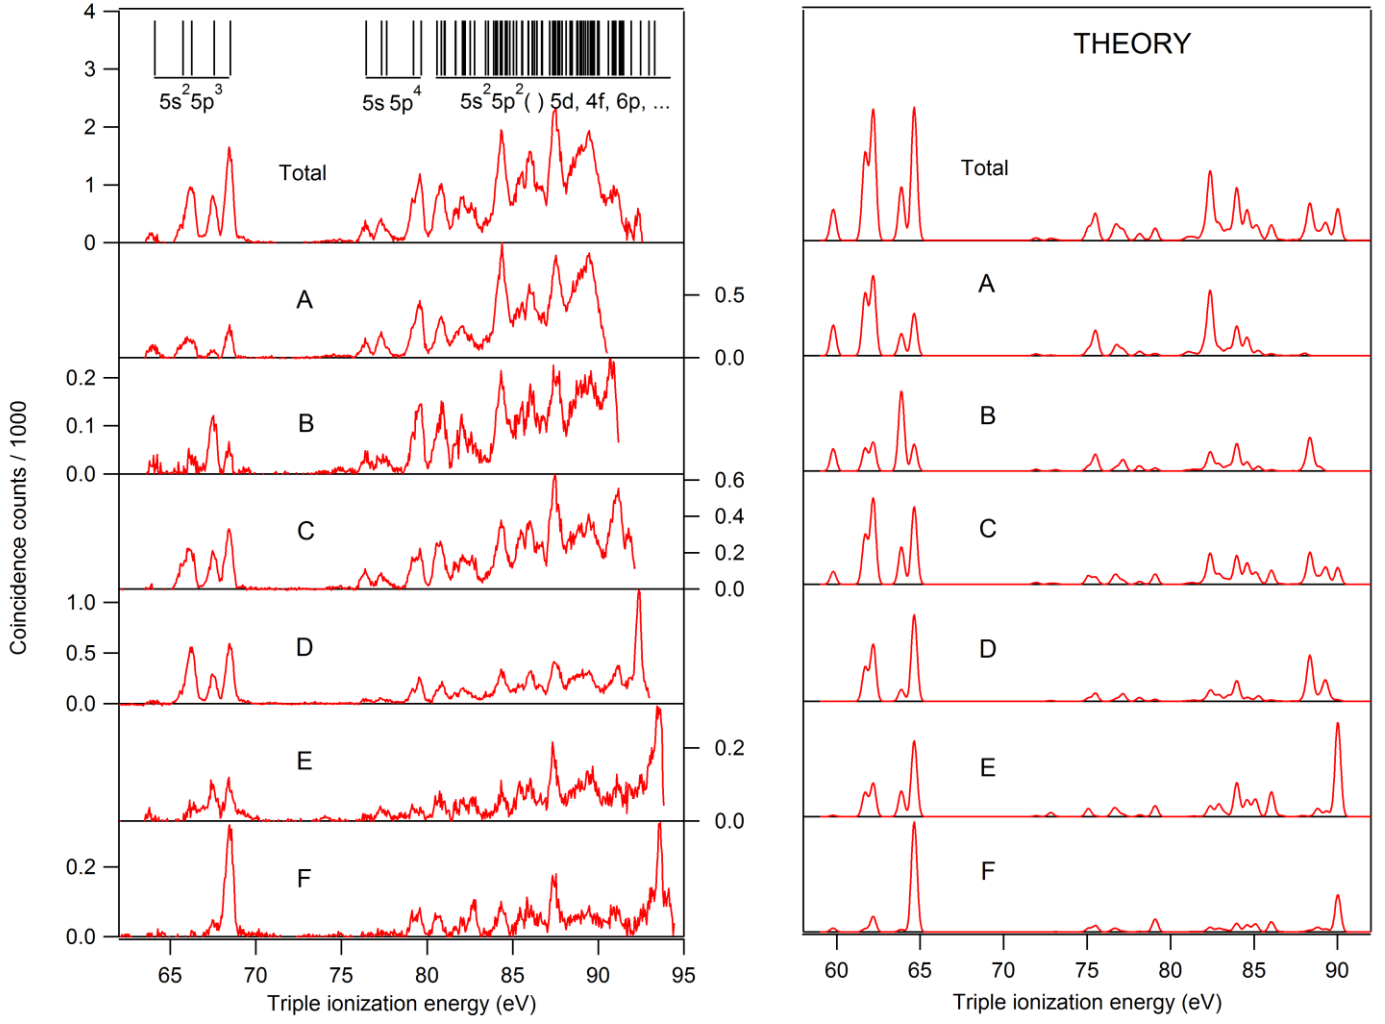 4
3
2
1
0
5s²5p³
5s 5p⁴
5s²5p²( ) 5d, 4f, 6p, ...
Total
A
0.5
0.0
0.2
0.1
0.0
B
0.6
0.4
0.2
0.0
C
1.0
0.5
0.0
D
0.2
0.0
E
0.2
0.0
F
65
70
75
80
85
90
95
Triple ionization energy (eV)
Coincidence counts / 1000
THEORY
Total
A
B
C
D
E
F
60
65
70
75
80
85
90
Triple ionization energy (eV)